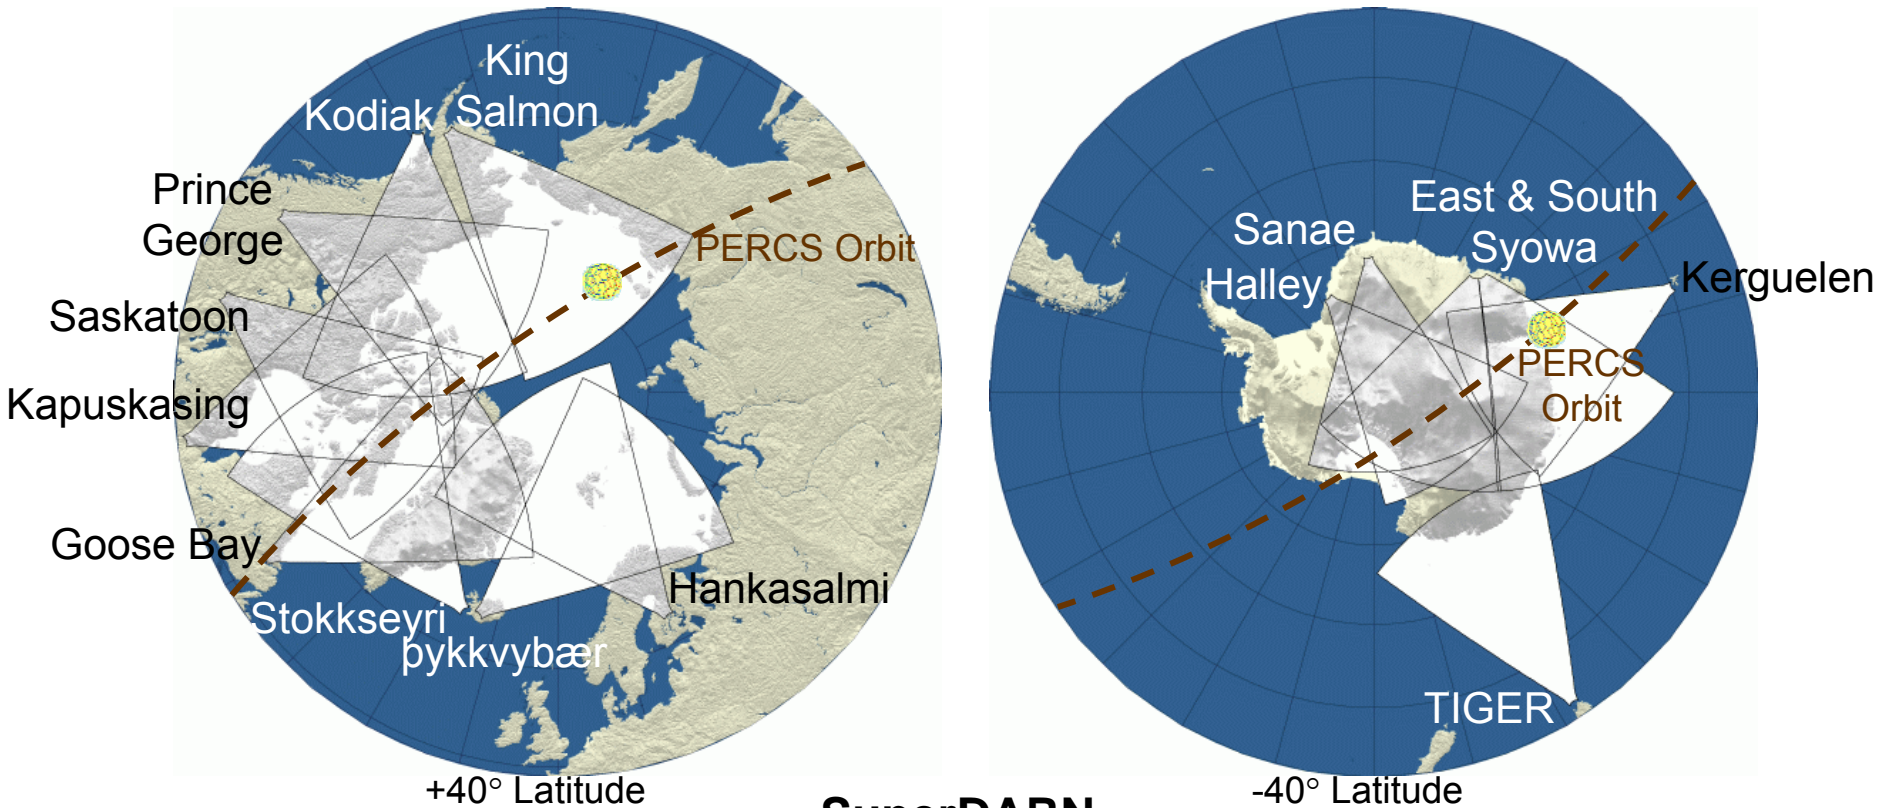 King
Salmon
Kodiak
Prince
George
PERCS Orbit
Saskatoon
Kapuskasing
Goose Bay
Stokkseyri
þykkvybær
Hankasalmi
+40° Latitude
East & South
Syowa
Sanae
Halley
Kerguelen
PERCS
Orbit
TIGER
-40° Latitude
SuperDARN